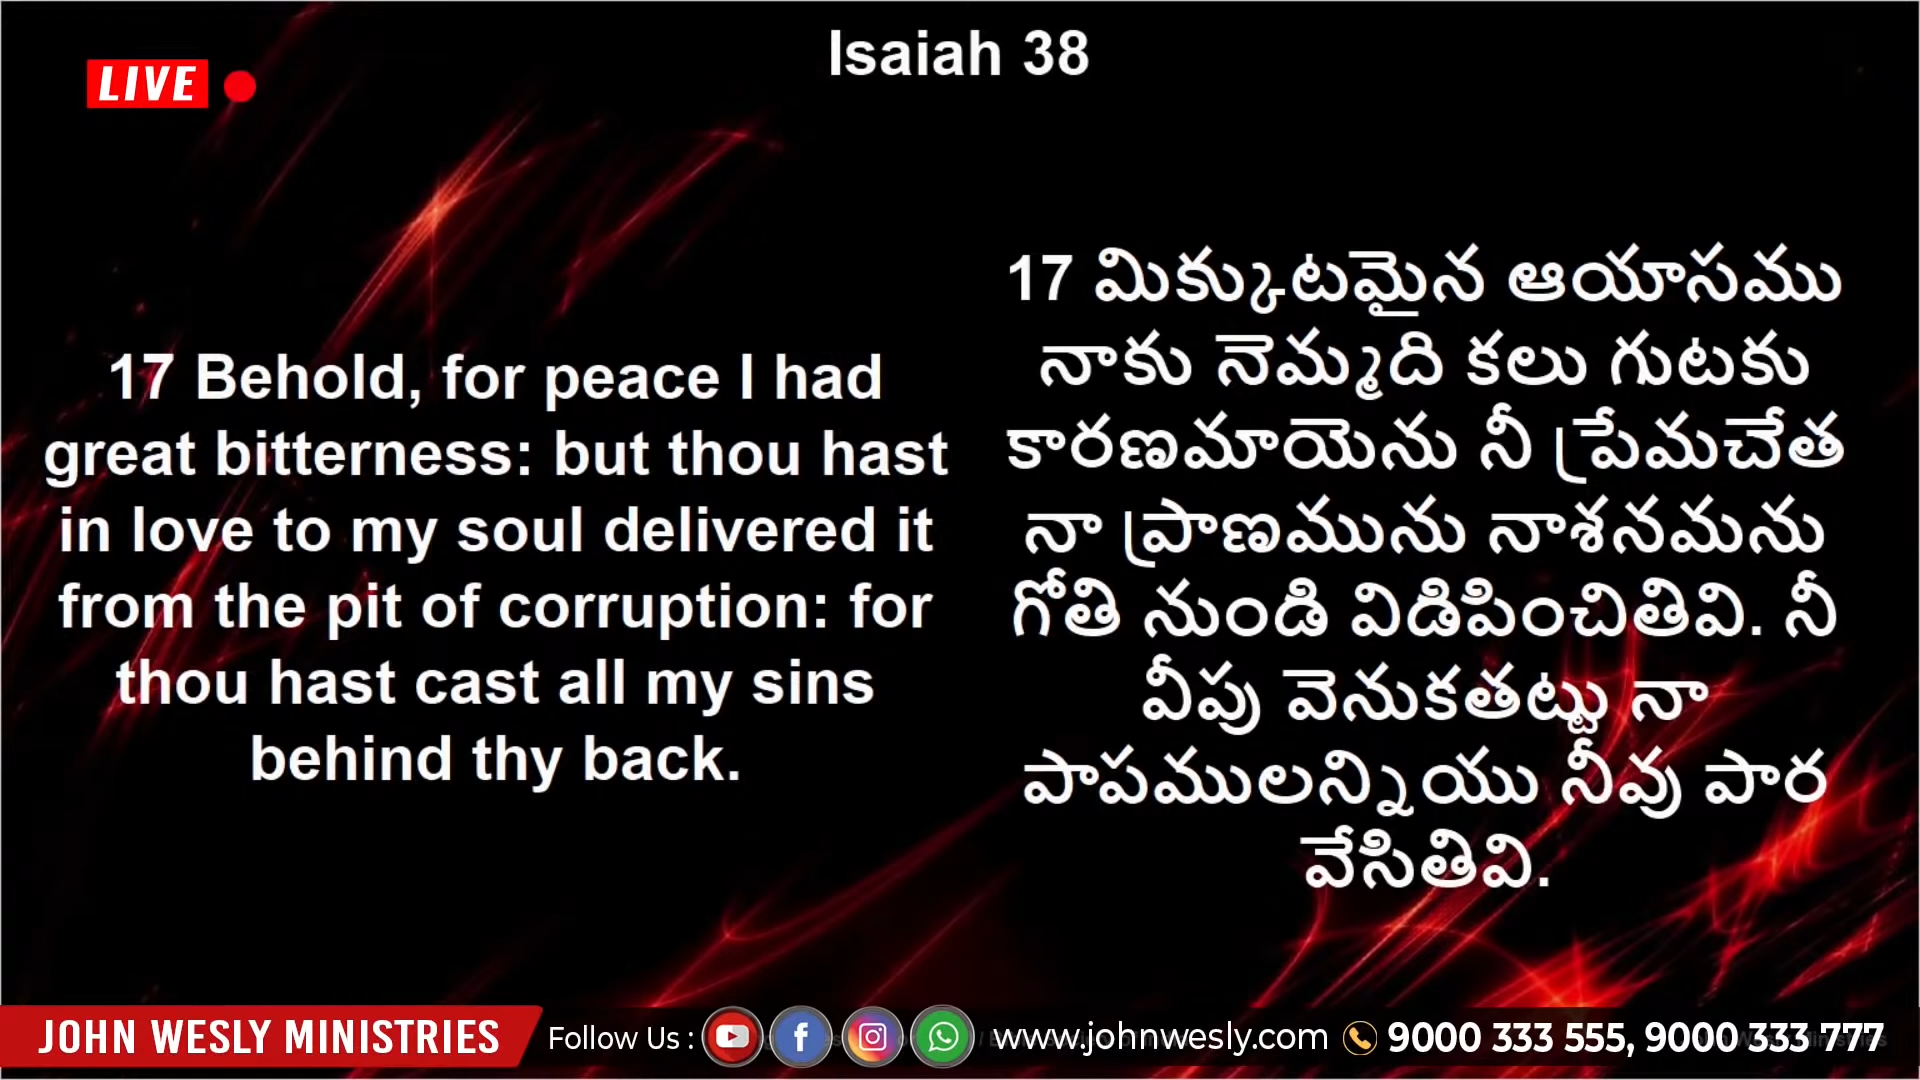 Isaiah 38
LIVE
17 Behold, for peace I had
great bitterness: but thou hast
in love to my soul delivered it
from the pit of corruption: for
thou hast cast all my sins
behind thy back.
17 మిక్కుటమైన ఆయాసము
నాకు నెమ్మది కలు గుటకు
కారణమాయెను నీ ప్రేమచేత
నా ప్రాణమును నాశనమను
గోతి నుండి విడిపించితివి. నీ
వీపు వెనుకతట్టు నా
పాపములన్నియు నీవు పార
వేసితివి.
JOHN WESLY MINISTRIES Follow Us : www.johnwesly.com 9000 333 555, 9000 333 777